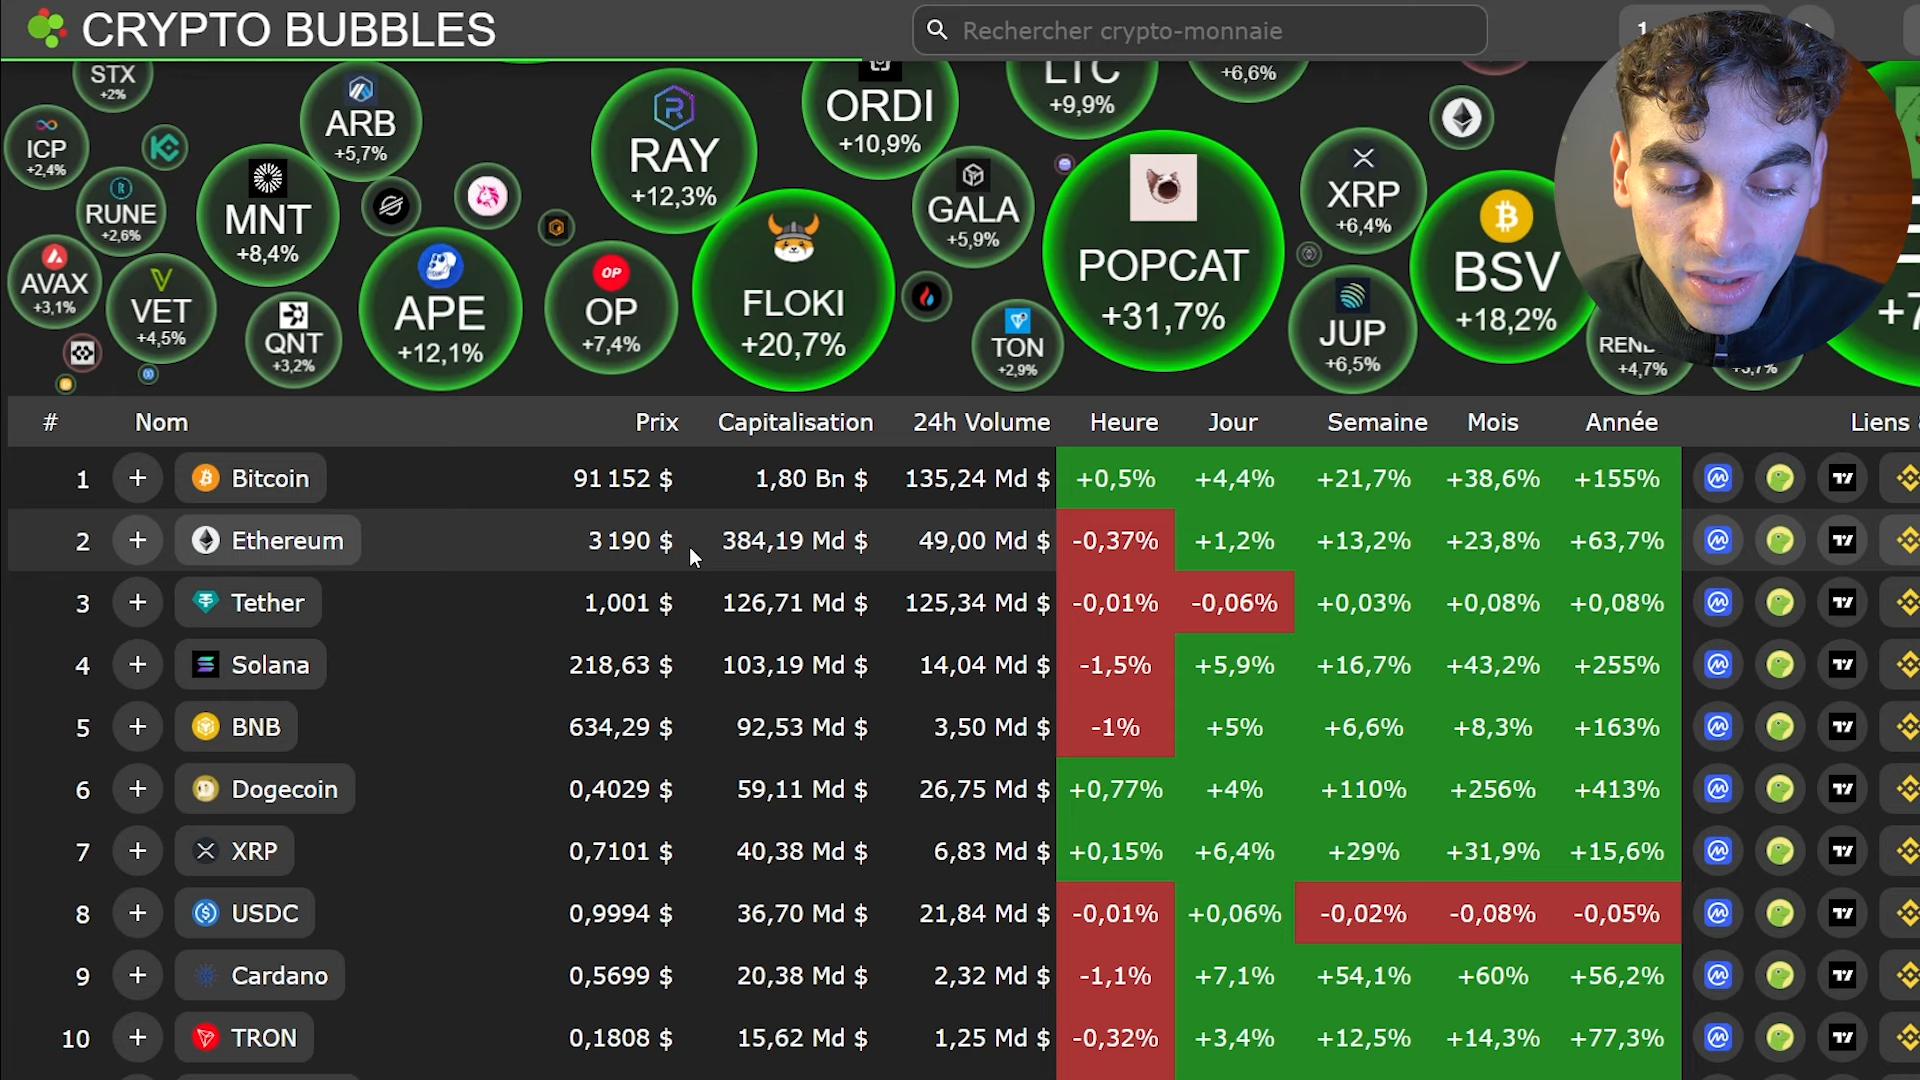 CRYPTO BUBBLES
Rechercher crypto-monnaie
1
STX
+2%
ICP
+2,4%
ARB
+5,7%
RUNE
+2,6%
MNT
+8,4%
AVAX
+3,1%
VET
+4,5%
QNT
+3,2%
APE
+12,1%
OP
OP
+7,4%
RAY
+12,3%
FLOKI
+20,7%
ORDI
+10,9%
GALA
+5,9%
TON
+2,9%
LTC
+9,9%
+6,6%
POPCAT
+31,7%
XRP
+6,4%
JUP
+6,5%
BSV
+18,2%
+4,7%
# Nom Prix Capitalisation 24h Volume Heure Jour Semaine Mois Année Liens
1 + Bitcoin 91 152 $ 1,80 Bn $ 135,24 Md $ +0,5% +4,4% +21,7% +38,6% +155%
2 + Ethereum 3 190 $ 384,19 Md $ 49,00 Md $ -0,37% +1,2% +13,2% +23,8% +63,7%
3 + Tether 1,001 $ 126,71 Md $ 125,34 Md $ -0,01% -0,06% +0,03% +0,08% +0,08%
4 + Solana 218,63 $ 103,19 Md $ 14,04 Md $ -1,5% +5,9% +16,7% +43,2% +255%
5 + BNB 634,29 $ 92,53 Md $ 3,50 Md $ -1% +5% +6,6% +8,3% +163%
6 + Dogecoin 0,4029 $ 59,11 Md $ 26,75 Md $ +0,77% +4% +110% +256% +413%
7 + XRP 0,7101 $ 40,38 Md $ 6,83 Md $ +0,15% +6,4% +29% +31,9% +15,6%
8 + USDC 0,9994 $ 36,70 Md $ 21,84 Md $ -0,01% +0,06% -0,02% -0,08% -0,05%
9 + Cardano 0,5699 $ 20,38 Md $ 2,32 Md $ -1,1% +7,1% +54,1% +60% +56,2%
10 + TRON 0,1808 $ 15,62 Md $ 1,25 Md $ -0,32% +3,4% +12,5% +14,3% +77,3%